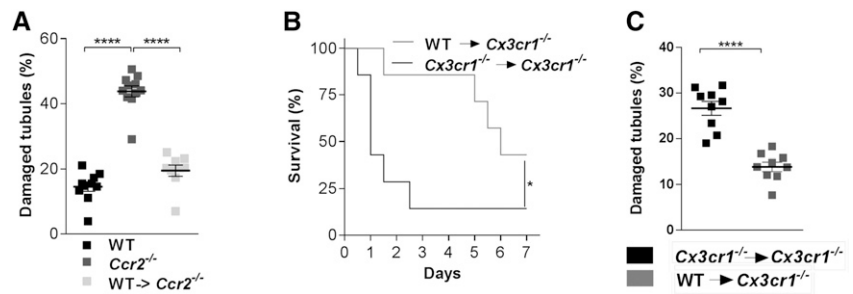 A
**** ****
Damaged tubules (%)
60
40
20
0
WT
Ccr2-/-
WT-> Ccr2-/-
B
WT → Cx3cr1-/-
Cx3cr1-/- → Cx3cr1-/-
Survival (%)
100
75
50
25
0
*
0 1 2 3 4 5 6 7
Days
C
****
Damaged tubules (%)
40
30
20
10
0
Cx3cr1-/- → Cx3cr1-/-
WT → Cx3cr1-/-